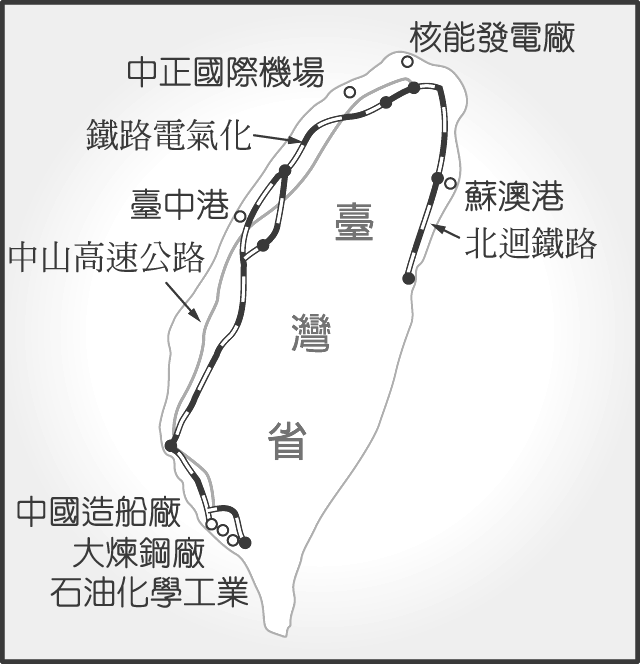 核能發電廠
中正國際機場
鐵路電氣化
臺中港
蘇澳港
中山高速公路
北迴鐵路
臺
灣
省
中國造船廠
大煉鋼廠
石油化學工業